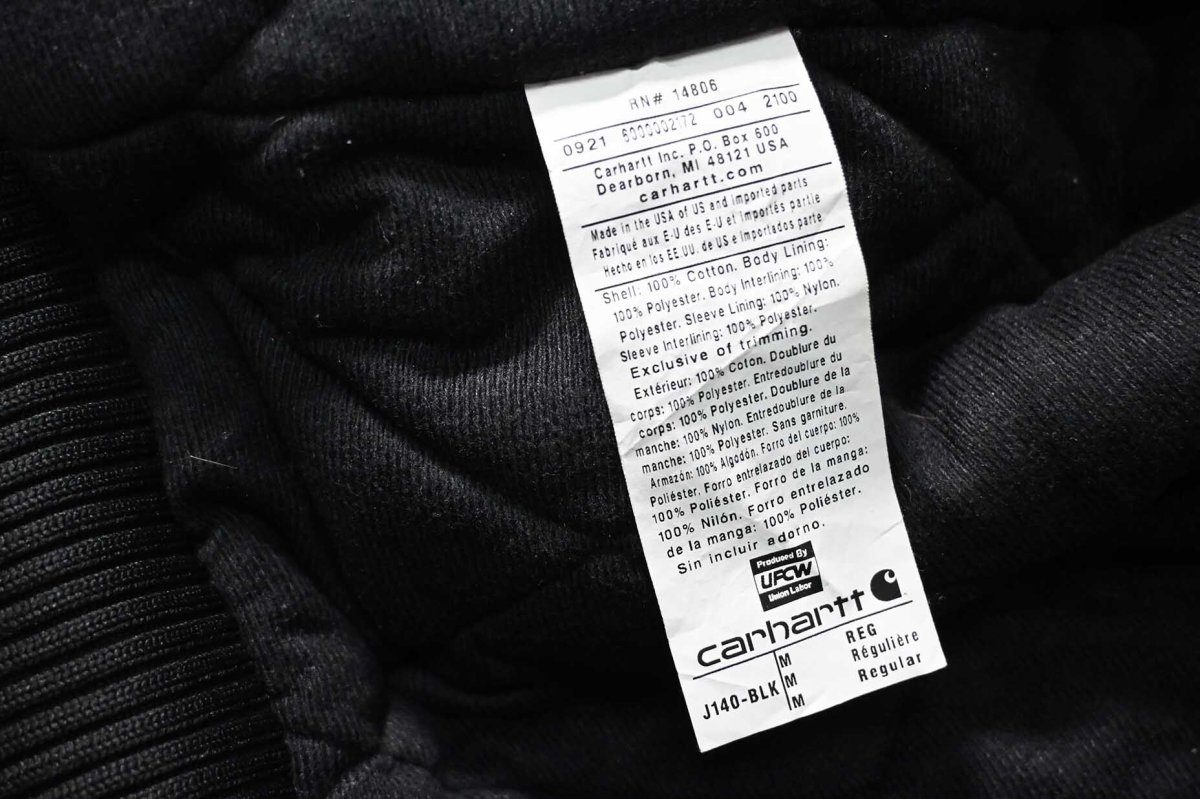 RN# 14806
0921 6000002172 004 2100
Carhartt Inc. P.O. Box 600
Dearborn, MI 48121 USA
carhartt.com
Made in the USA of US and imported parts
Fabriqué aux E-U des E-U et importés partie
Hecho en los EE.UU. de US e importados parte
Shell: 100% Cotton. Body Lining:
100% Polyester. Body Interlining: 100%
Polyester. Sleeve Lining: 100% Nylon.
Sleeve Interlining: 100% Polyester.
Exclusive of trimming.
Extérieur: 100% Coton. Doublure du
corps: 100% Polyester. Entredoublure du
corps: 100% Polyester. Doublure de la
manche: 100% Nylon. Entredoublure de la
manche: 100% Polyester. Sans garniture.
Armazón: 100% Algodón. Forro del cuerpo: 100%
Poliéster. Forro entrelazado del cuerpo:
100% Poliéster. Forro de la manga:
100% Nilón. Forro entrelazado
de la manga: 100% Poliéster.
Sin incluir adorno.
Produced By
UFCW
Union Labor
carhartt
J140-BLK
M REG
M Régulière
M Regular